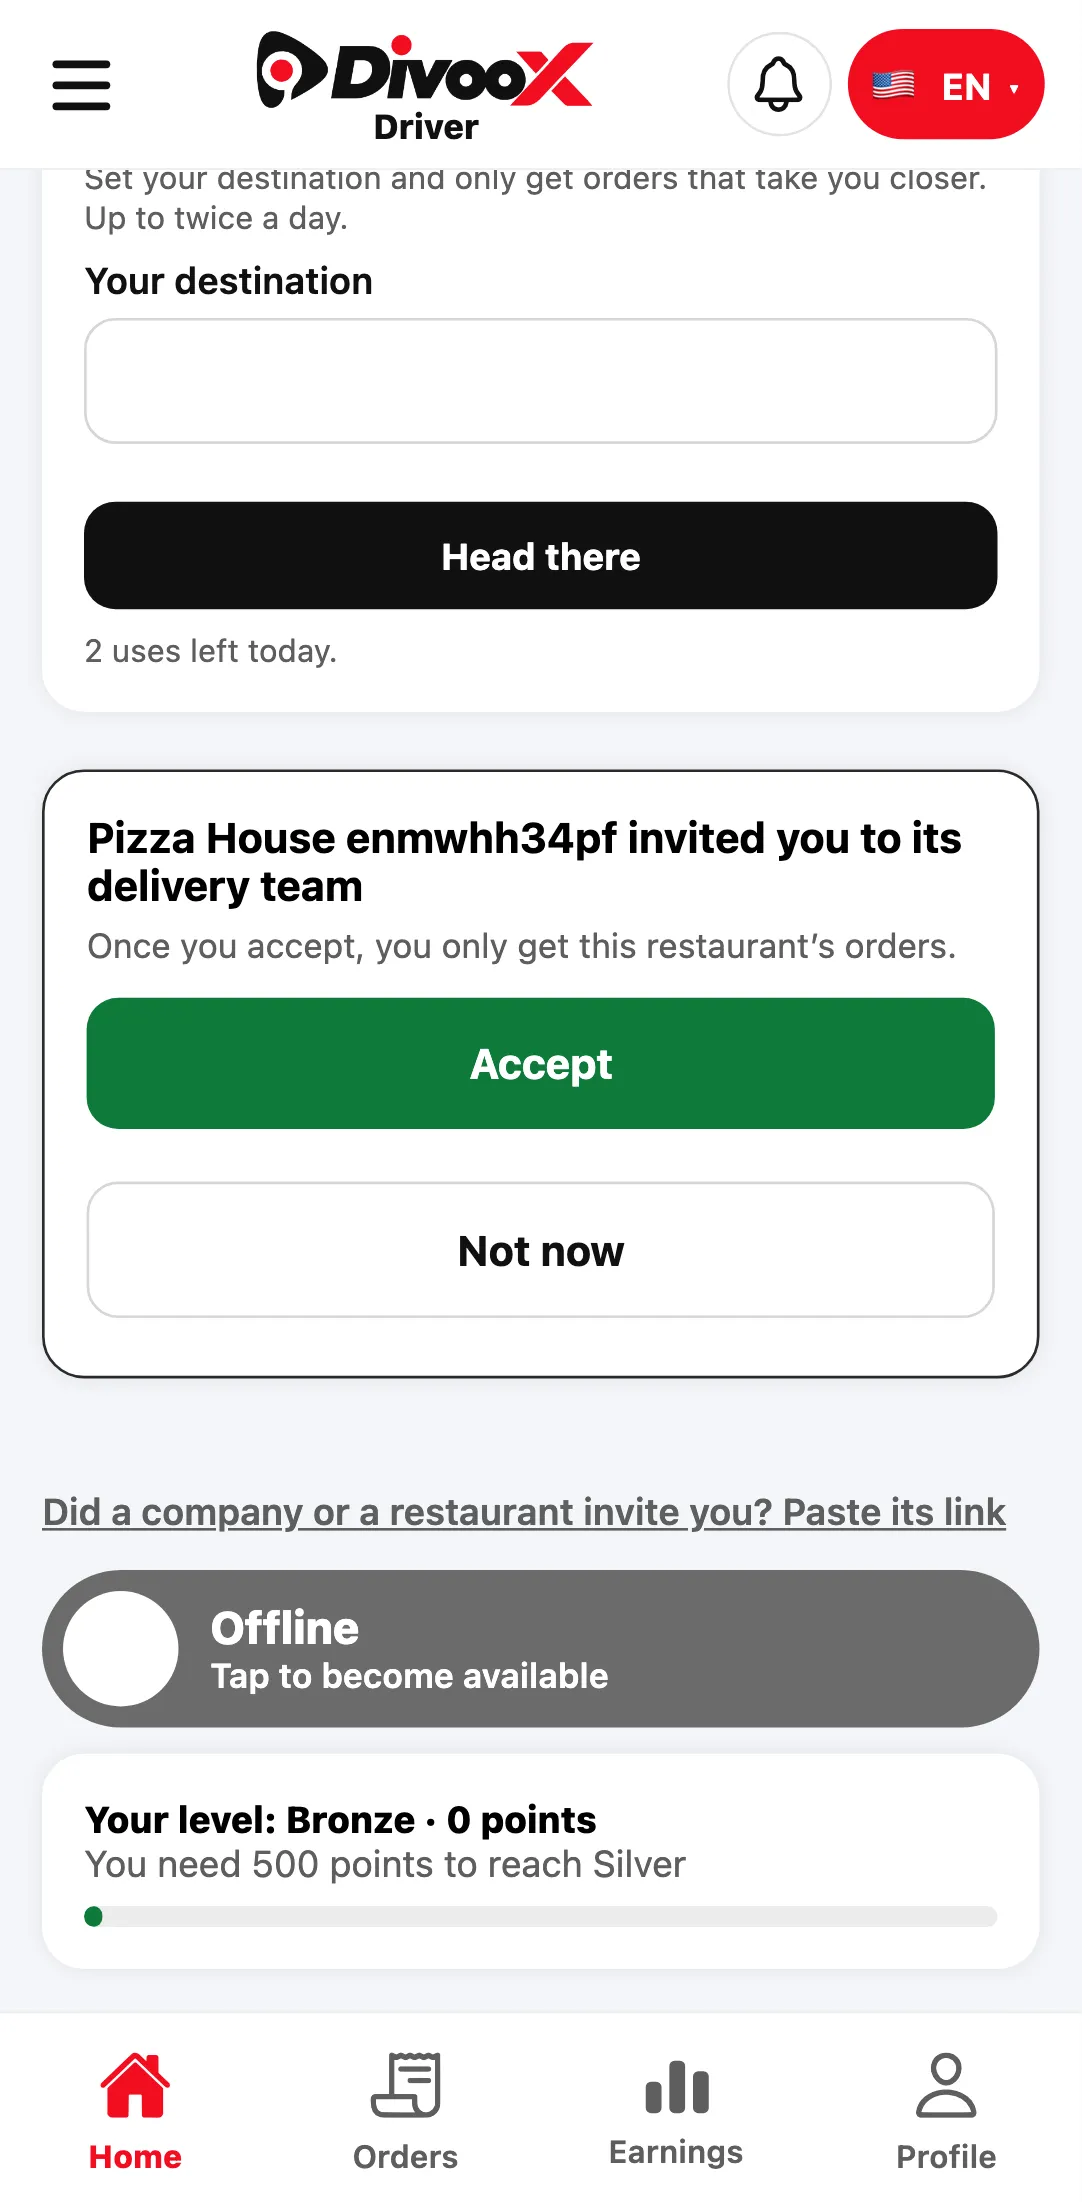 DivooX
Driver
EN
Set your destination and only get orders that take you closer.
Up to twice a day.
Your destination
Head there
2 uses left today.
Pizza House enmwhh34pf invited you to its
delivery team
Once you accept, you only get this restaurant’s orders.
Accept
Not now
Did a company or a restaurant invite you? Paste its link
Offline
Tap to become available
Your level: Bronze · 0 points
You need 500 points to reach Silver
Home
Orders
Earnings
Profile